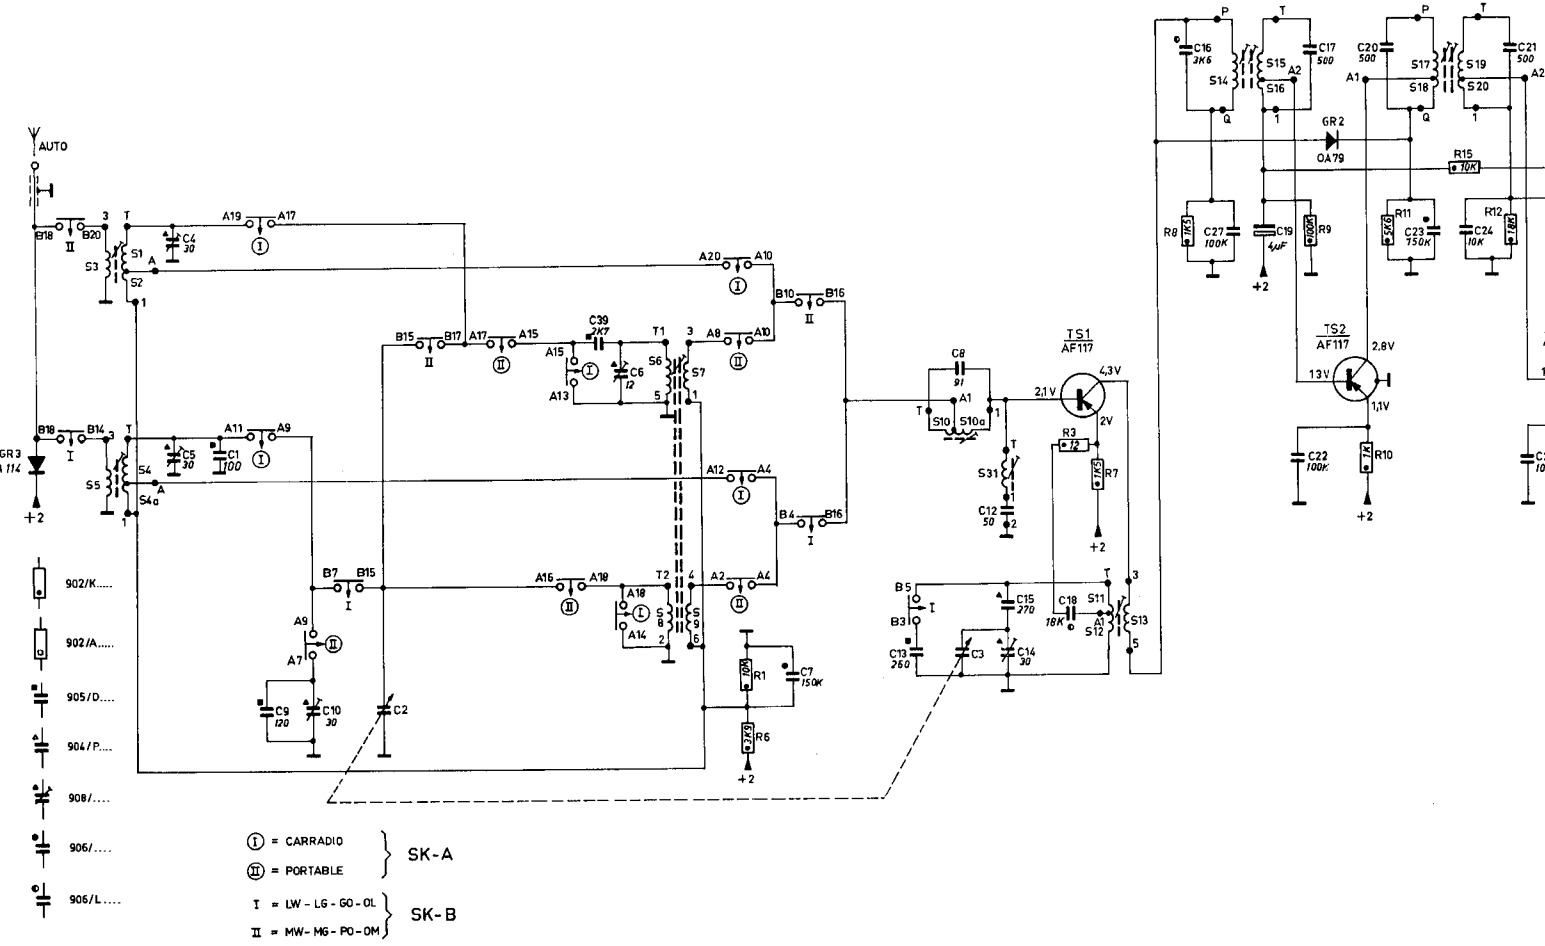 P T P T
C16 3K6 S14 S15 A2 S16 C17 500 C20 500 S17 A1 S18 S19 S20 C21 500 A2
Q 1 Q 1
AUTO
GR2
OA79
R15 10K
B18 II B20 3 T S1 S3 S2 A 1 C4 30 A19 A17 I
R8 1K5 C27 100K C19 4µF R9 100K R11 5K6 C23 150K C24 10K R12 18K
+2
A20 A10 I
B10 B16 II
B15 B17 II A17 A15 II C39 2K7 A15 I A13 C6 12 T1 S6 5 3 S7 1 A8 A10 II
TS1
AF117
2,1V 4,3V 2V
TS2
AF117
13V 2,8V 1,1V
C8 91
T A1 S10 S10a 1
R3 12 R7 1K5 +2
C22 100K R10 1K +2
T S31 1 C12 50 2
B18 I B14 3 T S4 S5 S4a A 1 C5 30 C1 100 A11 A9 I
GR3
+2
A12 A4 I
B4 B16 I
B7 B15 I A16 A18 II A18 I A14 T2 S8 2 4 S9 6 A2 A4 II
A9 II A7 C9 120 C10 30 C2
R1 10K C7 150K R6 3K9 +2
B5 I B3 C13 260 C3 C15 270 C14 30 C18 18K T S11 A1 S12 3 S13 5
902/K.....
902/A.....
905/D....
904/P....
908/....
906/....
906/L....
I = CARRADIO
II = PORTABLE
SK-A
I = LW-LG-GO-OL
II = MW-MG-PO-OM
SK-B